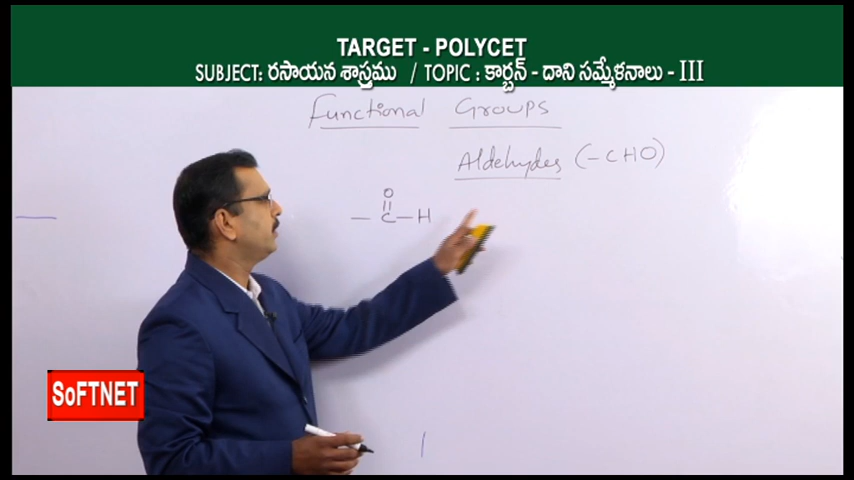 TARGET - POLYCET
SUBJECT: రసాయన శాస్త్రము / TOPIC : కార్బన్ - దాని సమ్మేళనాలు - III
Functional Groups
Aldehydes (-CHO)
O
||
- C - H
SoFTNET